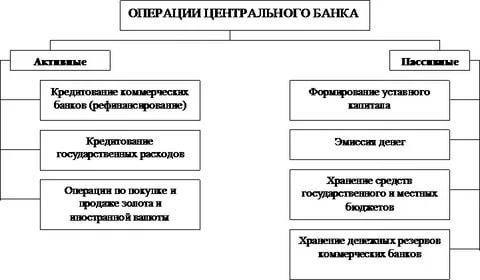 ОПЕРАЦИИ ЦЕНТРАЛЬНОГО БАНКА
Активные
Пассивные
Кредитование коммерческих
банков (рефинансирование)
Кредитование
государственных расходов
Операции по покупке и
продаже золота и
иностранной валюты
Формирование уставного
капитала
Эмиссия денег
Хранение средств
государственного и местных
бюджетов
Хранение денежных резервов
коммерческих банков